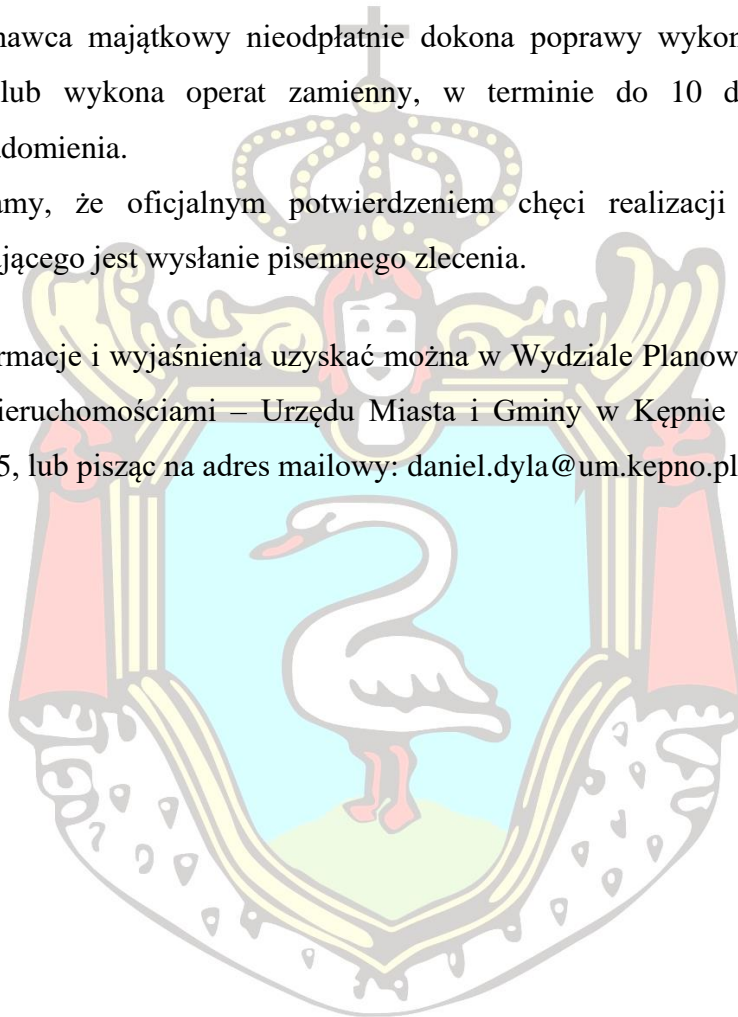 nawca majątkowy nieodpłatnie dokona poprawy wykon
lub wykona operat zamienny, w terminie do 10 d
adomienia.
amy, że oficjalnym potwierdzeniem chęci realizacji
jącego jest wysłanie pisemnego zlecenia.
rmacje i wyjaśnienia uzyskać można w Wydziale Planow
ieruchomościami – Urzędu Miasta i Gminy w Kępnie
5, lub pisząc na adres mailowy: daniel.dyla@um.kepno.pl